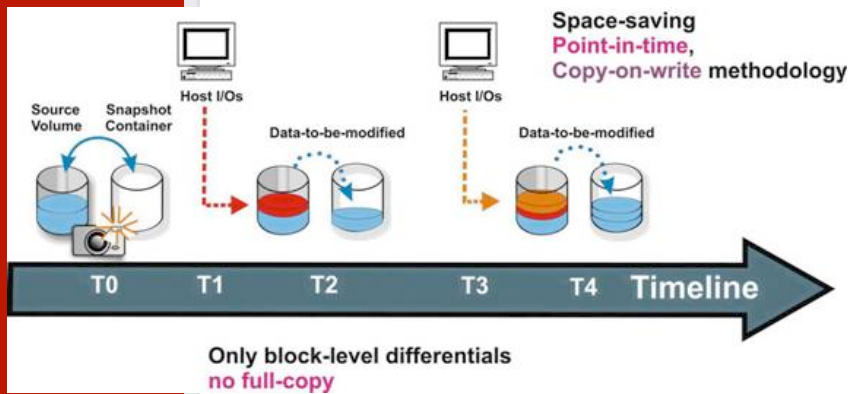 Space-saving
Point-in-time,
Copy-on-write methodology
Host I/Os
Host I/Os
Source
Volume
Snapshot
Container
Data-to-be-modified
Data-to-be-modified
T0 T1 T2 T3 T4 Timeline
Only block-level differentials
no full-copy